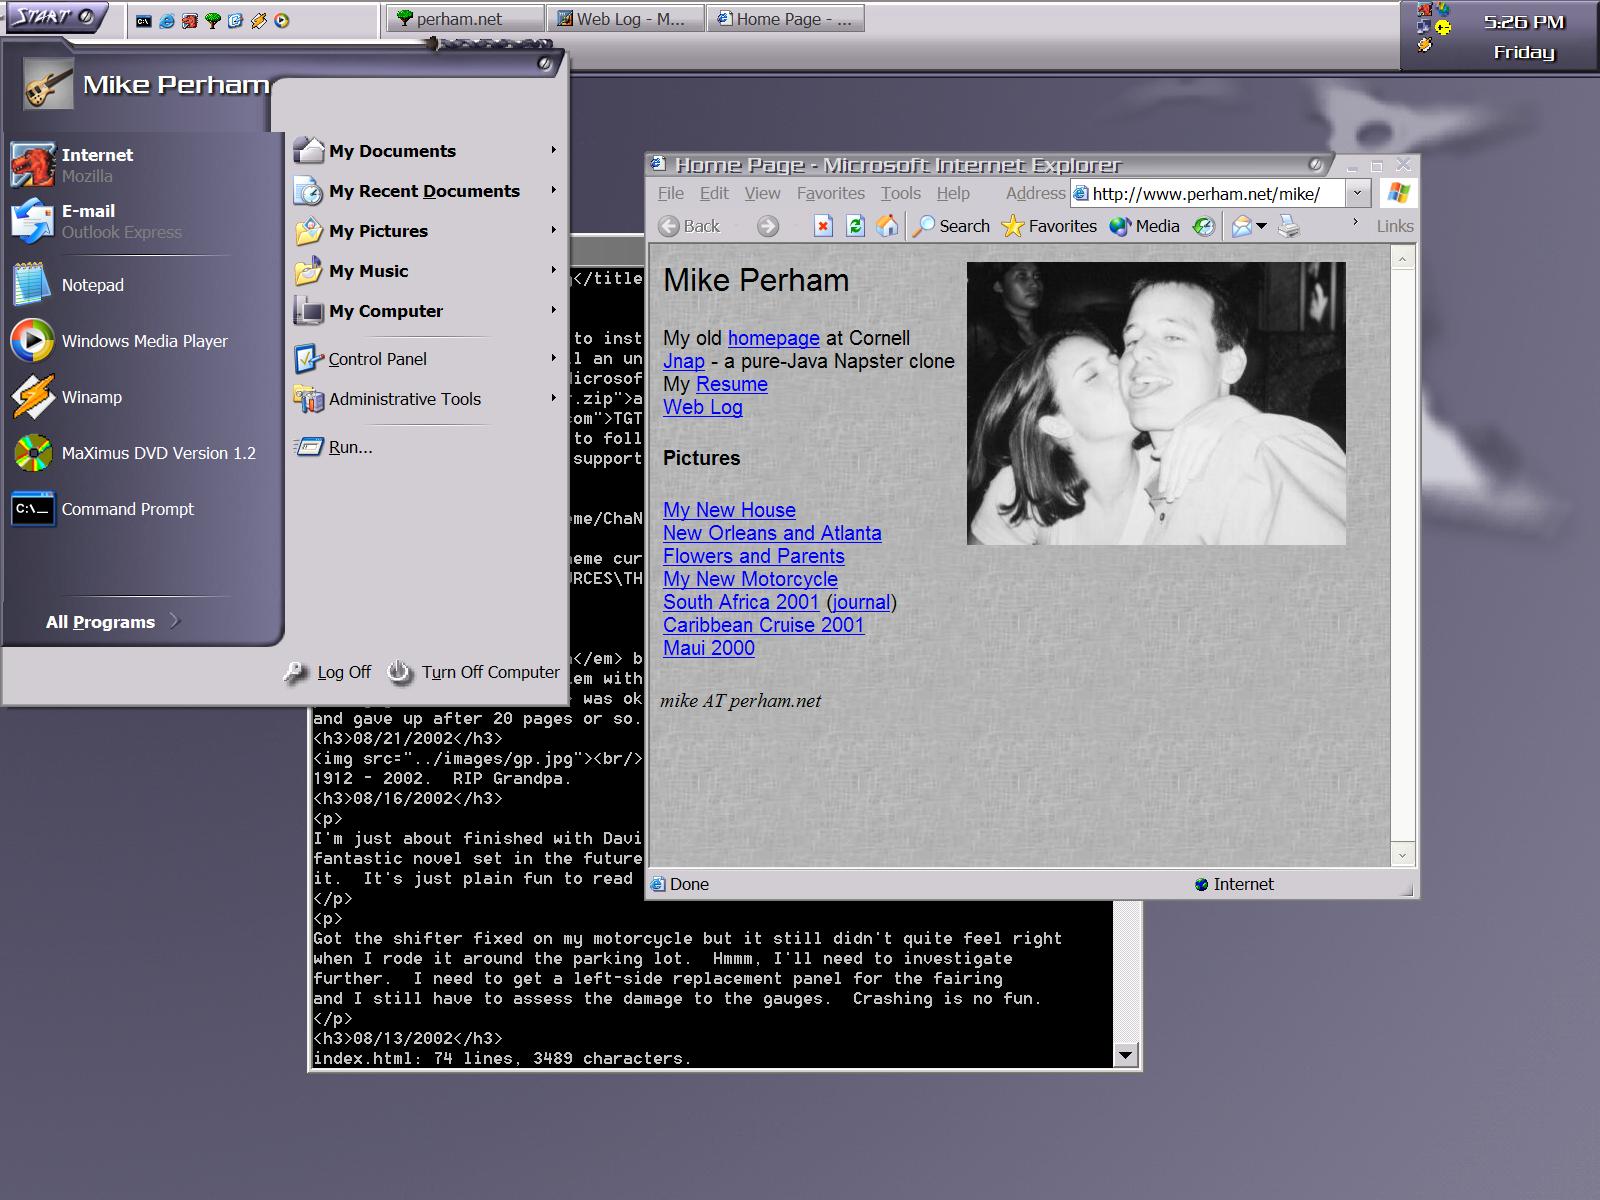 START
perham.net
Web Log - M...
Home Page - ...
5:26 PM
Friday
Mike Perham
Internet
Mozilla
E-mail
Outlook Express
Notepad
Windows Media Player
Winamp
MaXimus DVD Version 1.2
Command Prompt
All Programs
My Documents
My Recent Documents
My Pictures
My Music
My Computer
Control Panel
Administrative Tools
Run...
Log Off
Turn Off Computer
Home Page - Microsoft Internet Explorer
File Edit View Favorites Tools Help Address http://www.perham.net/mike/
Back Search Favorites Media Links
Mike Perham
My old homepage at Cornell
Jnap - a pure-Java Napster clone
My Resume
Web Log
Pictures
My New House
New Orleans and Atlanta
Flowers and Parents
My New Motorcycle
South Africa 2001 (journal)
Caribbean Cruise 2001
Maui 2000
mike AT perham.net
Done Internet
</title
to inst
l an un
icrosof
.zip">a
om">TGT
to foll
support
me/ChaN
eme cur
RCES\TH
</em> b
em with
was ok
and gave up after 20 pages or so.
<h3>08/21/2002</h3>
<img src="../images/gp.jpg"><br/>
1912 - 2002.  RIP Grandpa.
<h3>08/16/2002</h3>
<p>
I'm just about finished with Davi
fantastic novel set in the future
it.  It's just plain fun to read
</p>
<p>
Got the shifter fixed on my motorcycle but it still didn't quite feel right
when I rode it around the parking lot.  Hmmm, I'll need to investigate
further.  I need to get a left-side replacement panel for the fairing
and I still have to assess the damage to the gauges.  Crashing is no fun.
</p>
<h3>08/13/2002</h3>
index.html: 74 lines, 3489 characters.